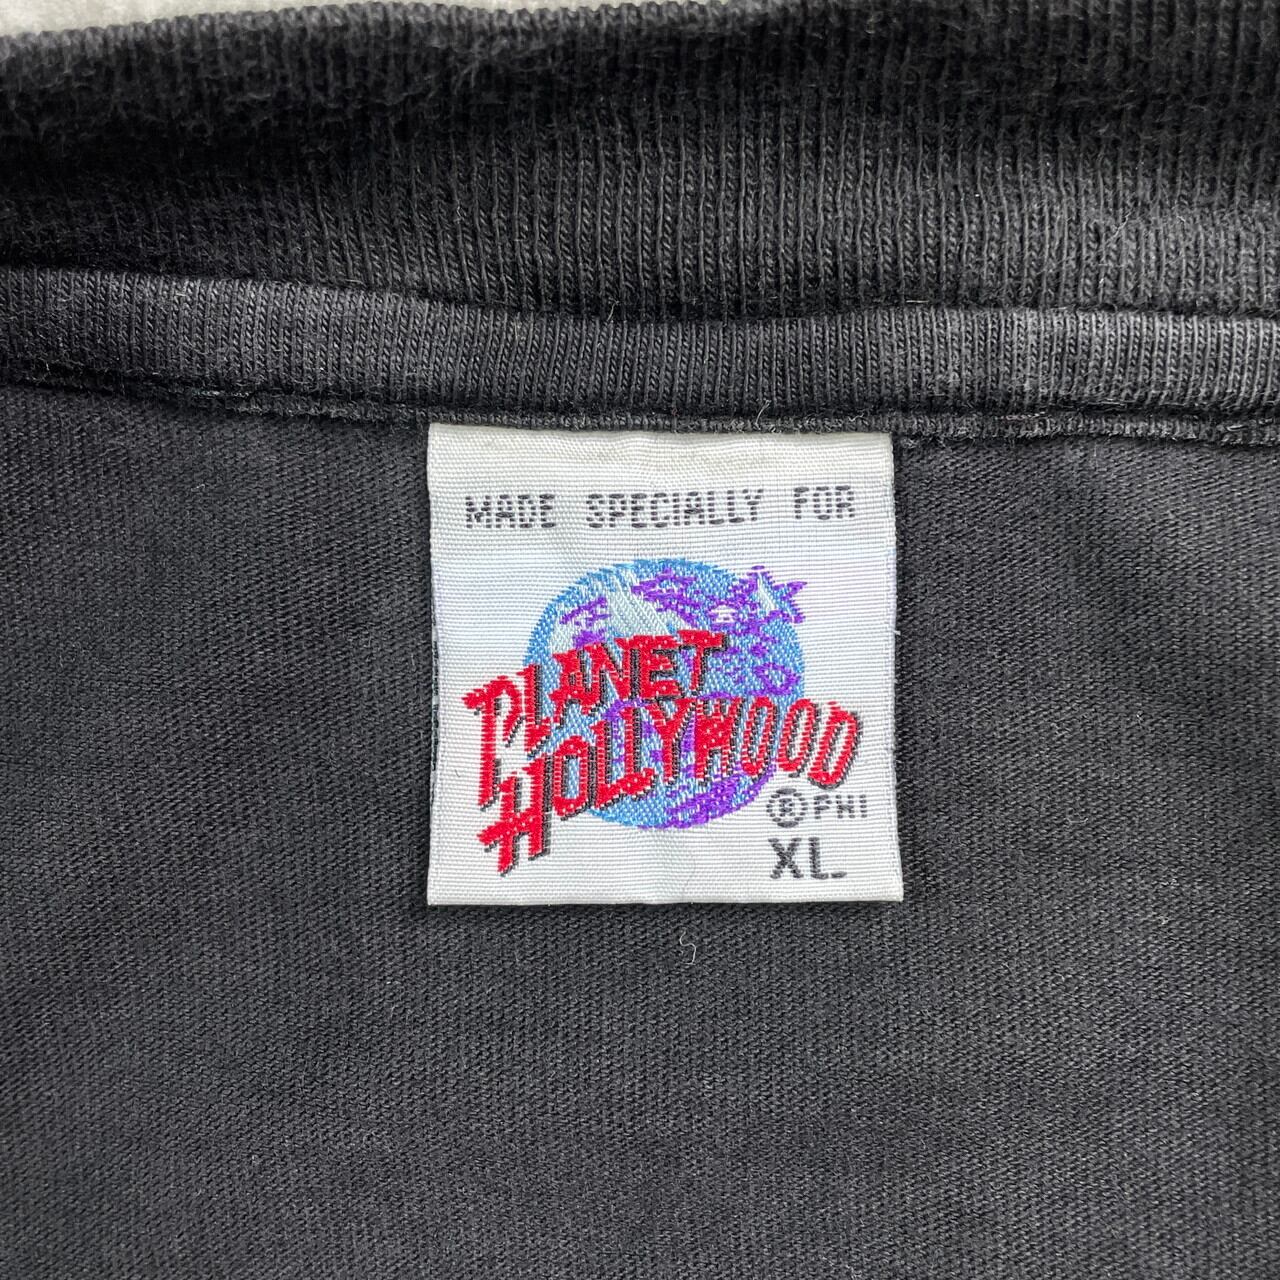 MADE SPECIALLY FOR
PLANET
HOLLYWOOD
® PHI
XL